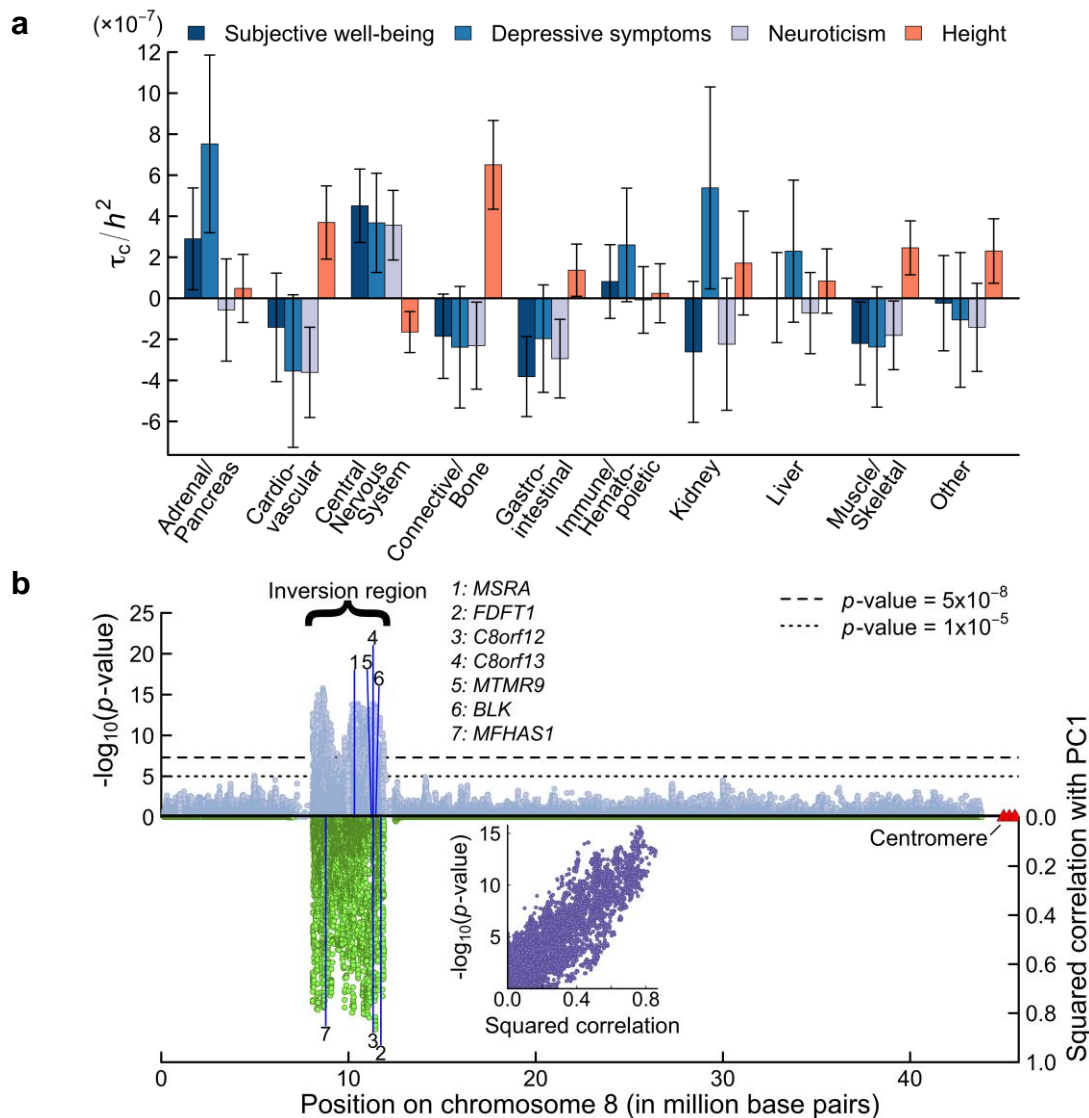 a
(×10⁻⁷)
Subjective well-being Depressive symptoms Neuroticism Height
12
10
8
6
4
2
0
-2
-4
-6
τc/h²
Adrenal/
Pancreas
Cardio-
vascular
Central
Nervous
System
Connective/
Bone
Gastro-
intestinal
Immune/
Hemato-
poietic
Kidney
Liver
Muscle/
Skeletal
Other
b
Inversion region
1: MSRA
2: FDFT1
3: C8orf12
4: C8orf13
5: MTMR9
6: BLK
7: MFHAS1
p-value = 5x10⁻⁸
p-value = 1x10⁻⁵
25
20
15
10
5
0
-log₁₀(p-value)
4
15
6
7
3
2
Centromere
0.0
0.2
0.4
0.6
0.8
1.0
Squared correlation with PC1
15
10
5
-log₁₀(p-value)
0.0 0.4 0.8
Squared correlation
0 10 20 30 40
Position on chromosome 8 (in million base pairs)